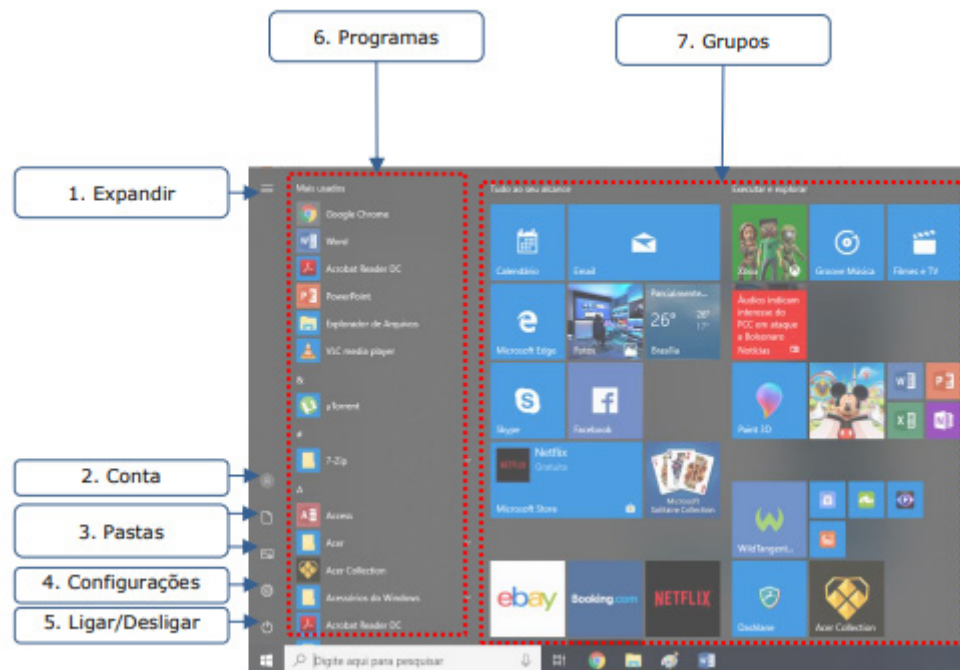 6. Programas
7. Grupos
1. Expandir
2. Conta
3. Pastas
4. Configurações
5. Ligar/Desligar
Mais usados
Google Chrome
Word
Acrobat Reader DC
PowerPoint
Explorador de Arquivos
VLC media player
&
µTorrent
#
7-Zip
A
Access
Acer
Acer Collection
Acessórios do Windows
Acrobat Reader DC
Tudo ao seu alcance
Executar e explorar
Calendário
Email
Xbox
Groove Música
Filmes e TV
Microsoft Edge
Fotos
Parcialmente...
26°
26°
17°
Brasília
Áudios indicam
interesse do
PCC em ataque
a Bolsonaro
Notícias
Skype
Facebook
Paint 3D
Netflix
Gratuito
NETFLIX
Microsoft Store
Microsoft
Solitaire Collection
WildTangent...
ebay
Booking.com
NETFLIX
Dashlane
Acer Collection
Digite aqui para pesquisar